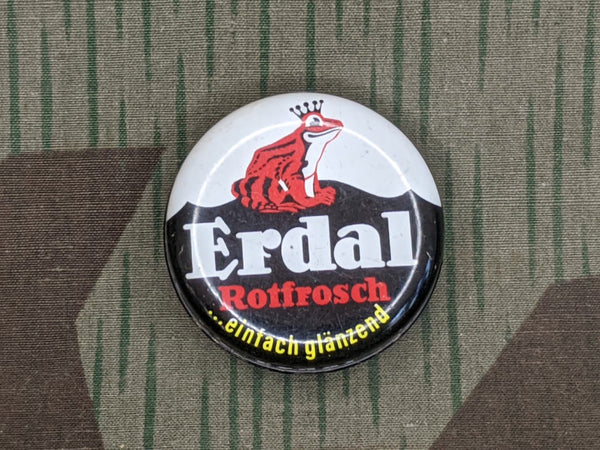 Erdal
Rotfrosch
...einfach glänzend